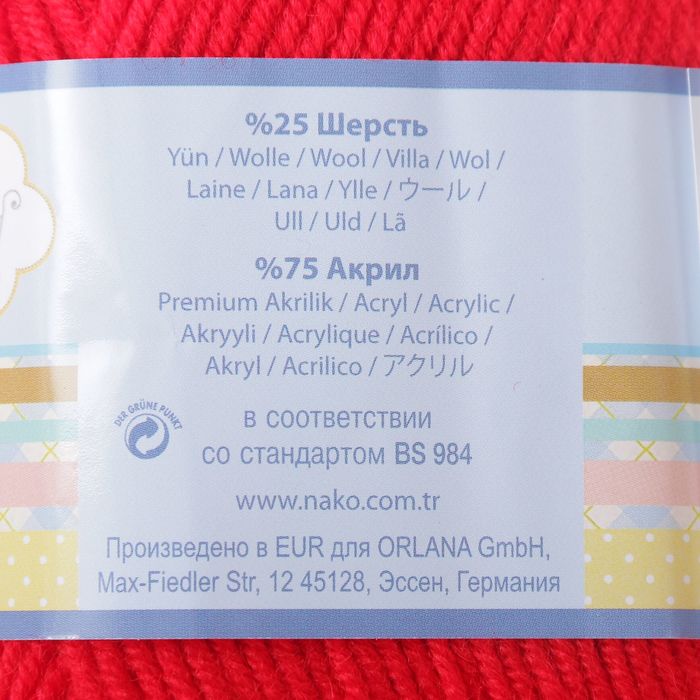 %25 Шерсть
Yün / Wolle / Wool / Villa / Wol /
Laine / Lana / Ylle / ウール /
Ull / Uld / Lã
%75 Акрил
Premium Akrilik / Acryl / Acrylic /
Akryyli / Acrylique / Acrílico /
Akryl / Acrilico / アクリル
DER GRÜNE PUNKT
в соответствии
со стандартом BS 984
www.nako.com.tr
Произведено в EUR для ORLANA GmbH,
Max-Fiedler Str, 12 45128, Эссен, Германия